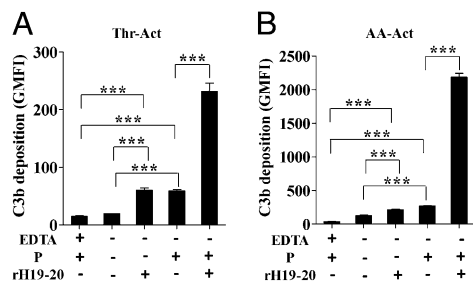 A
Thr-Act
C3b deposition (GMFI)
300
200
100
0
***
***
***
***
***
EDTA + - - - -
P + - - + +
rH19-20 - - + - +
B
AA-Act
C3b deposition (GMFI)
2500
2000
1500
1000
500
0
***
***
***
***
***
EDTA + - - - -
P + - - + +
rH19-20 - - + - +